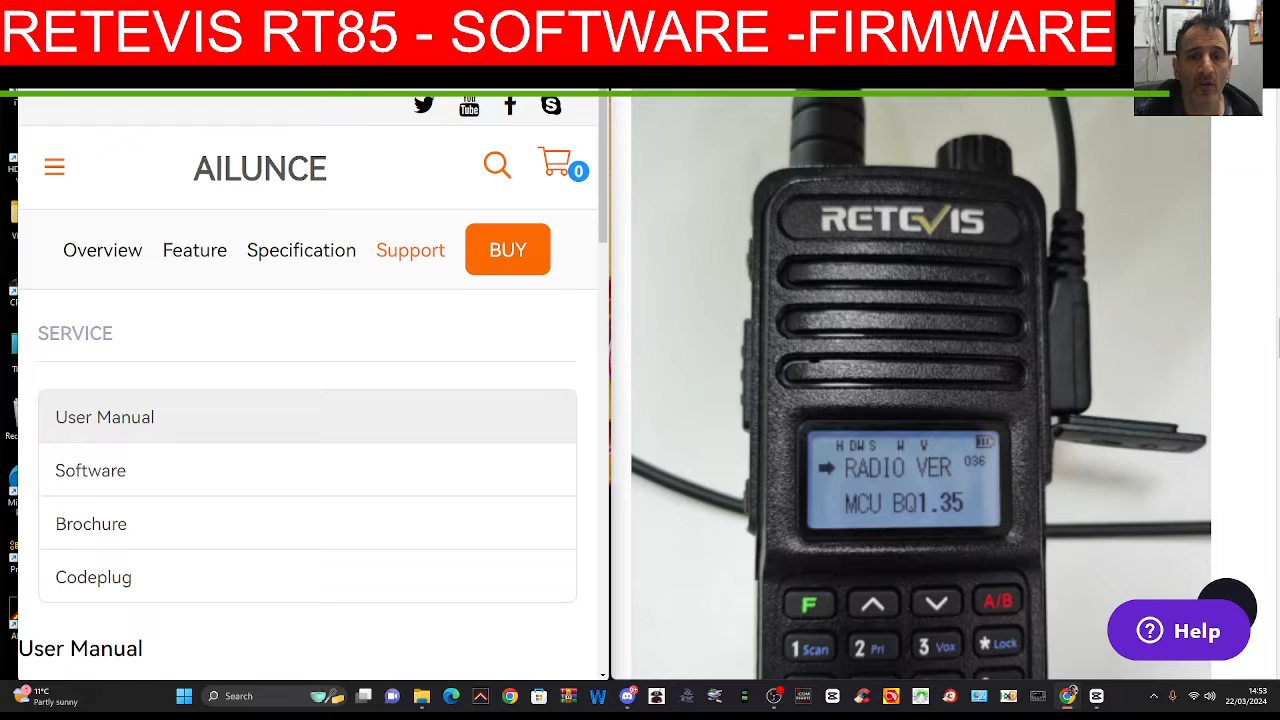 RETEVIS RT85 - SOFTWARE -FIRMWARE
AILUNCE
0
Overview Feature Specification Support BUY
SERVICE
User Manual
Software
Brochure
Codeplug
User Manual
RETEVIS
H DW S W V
RADIO VER 036
MCU BQ1.35
F A/B
1 Scan 2 Pri 3 Vox * Lock
Help
11°C
Partly sunny
Search
14:53
22/03/2024